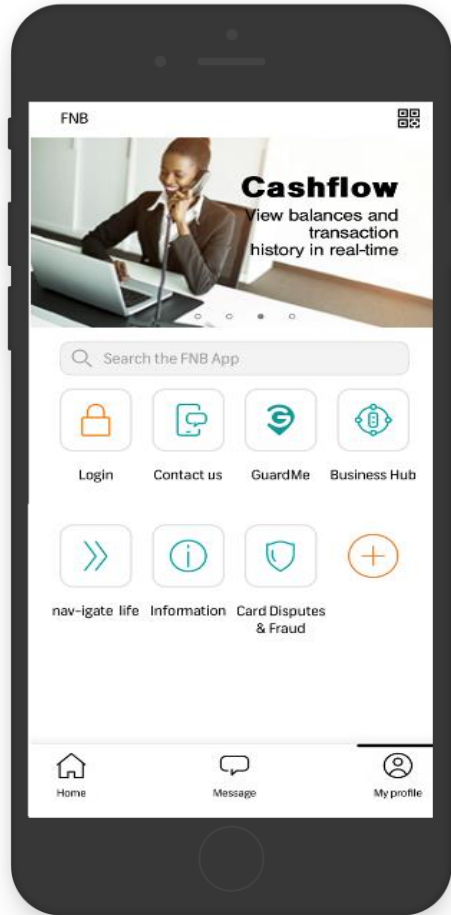 FNB
Cashflow
View balances and
transaction
history in real-time
Search the FNB App
Login
Contact us
GuardMe
Business Hub
nav-igate life
Information
Card Disputes
& Fraud
Home
Message
My profile